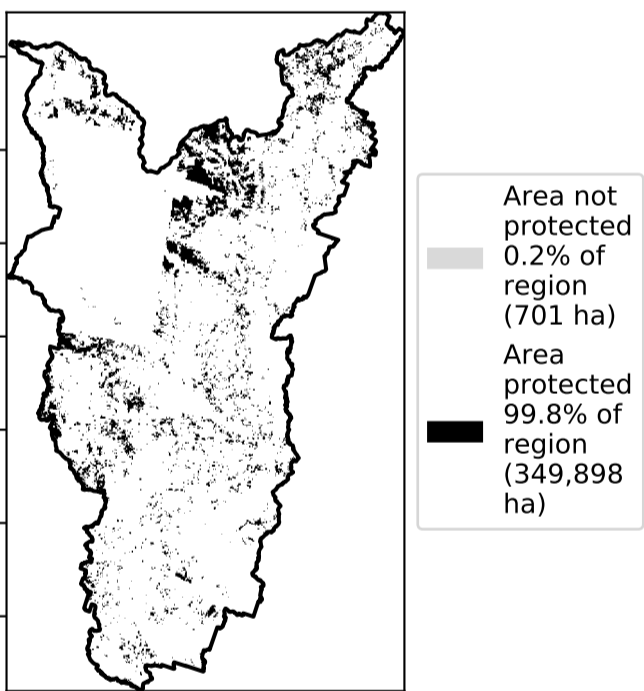 Area not
protected
0.2% of
region
(701 ha)
Area
protected
99.8% of
region
(349,898
ha)